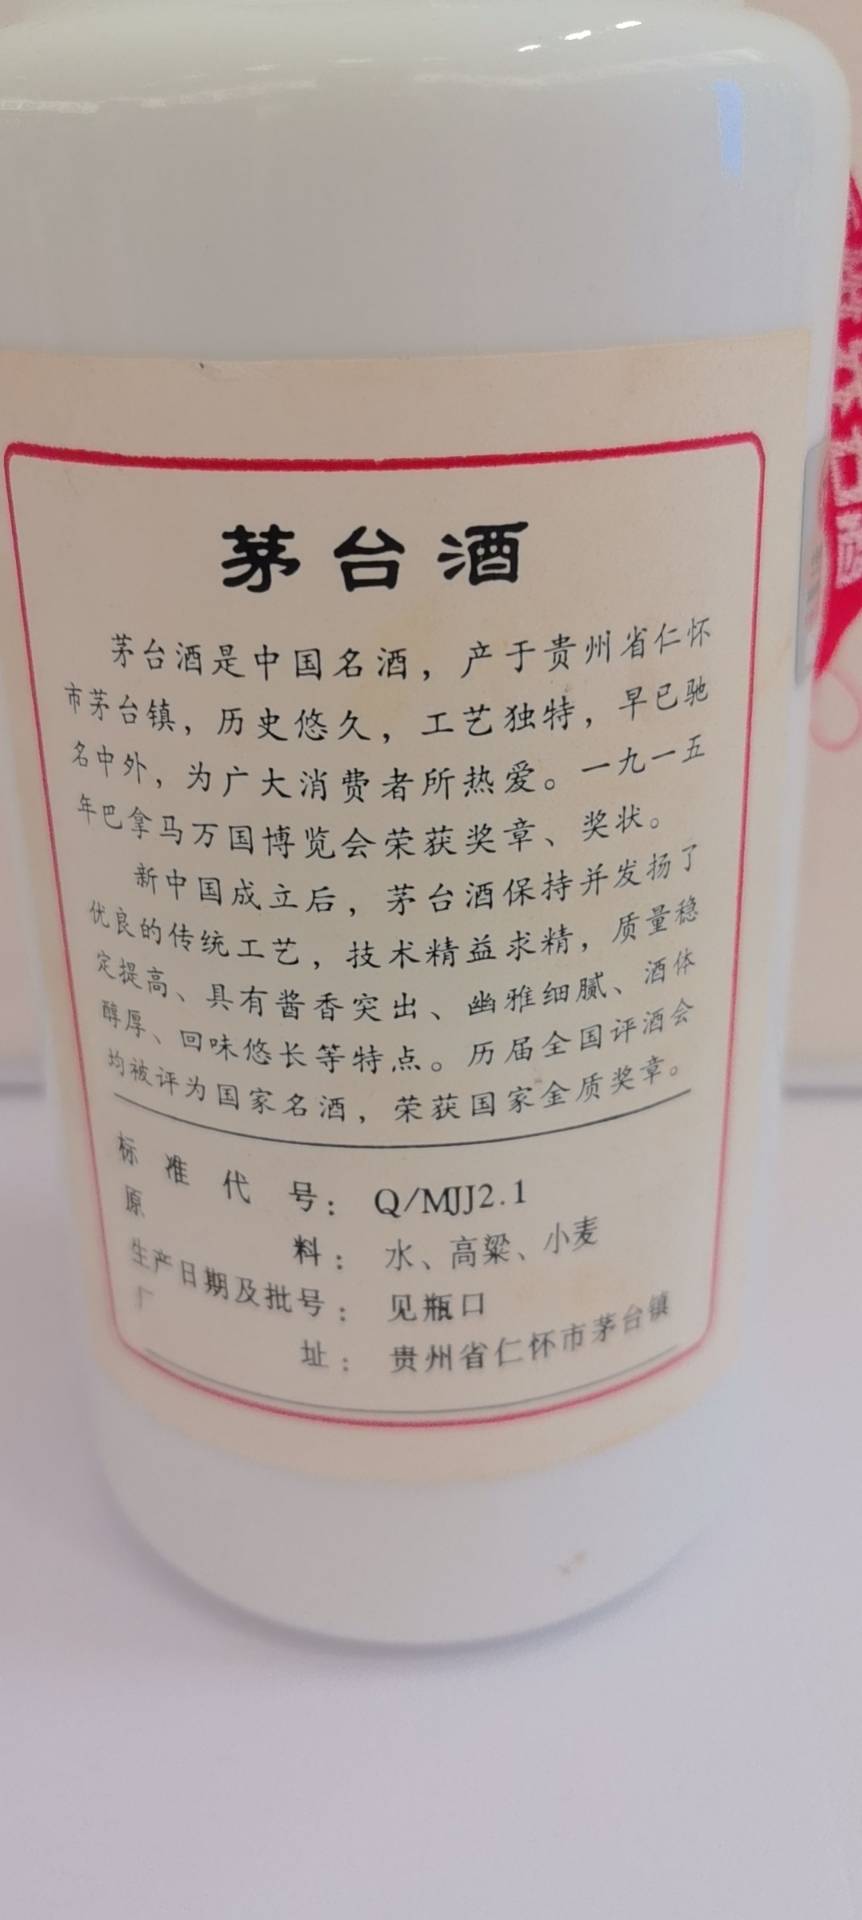 茅台酒
茅台酒是中国名酒，产于贵州省仁怀
市茅台镇，历史悠久，工艺独特，早已驰
名中外，为广大消费者所热爱。一九一五
年巴拿马万国博览会荣获奖章、奖状。
新中国成立后，茅台酒保持并发扬了
优良的传统工艺，技术精益求精，质量稳
定提高、具有酱香突出、幽雅细腻、酒体
醇厚、回味悠长等特点。历届全国评酒会
均被评为国家名酒，荣获国家金质奖章。
标准代号：Q/MJJ2.1
原料：水、高粱、小麦
生产日期及批号：见瓶口
厂址：贵州省仁怀市茅台镇